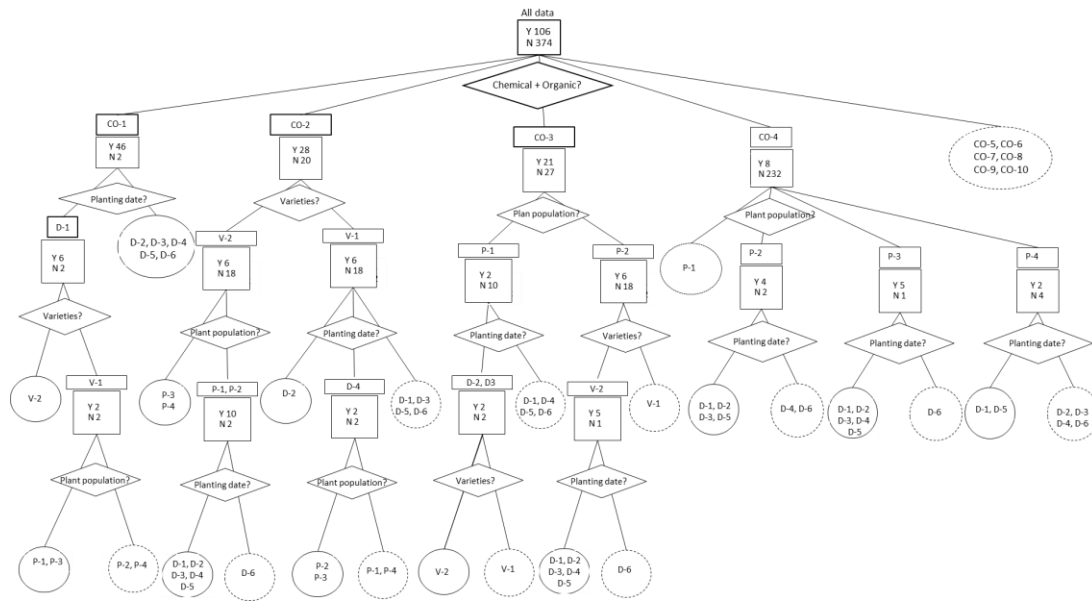 All data
Y 106
N 374
Chemical + Organic?
CO-1
CO-2
CO-3
CO-4
CO-5, CO-6
CO-7, CO-8
CO-9, CO-10
Y 46
N 2
Y 28
N 20
Y 21
N 27
Y 8
N 232
Planting date?
Varieties?
Plan population?
Plant population?
D-1
D-2, D-3, D-4
D-5, D-6
V-2
V-1
P-1
P-2
P-1
P-2
P-3
P-4
Y 6
N 2
Y 6
N 18
Y 6
N 18
Y 2
N 10
Y 6
N 18
Y 4
N 2
Y 5
N 1
Y 2
N 4
Varieties?
Plant population?
Planting date?
Planting date?
Varieties?
Planting date?
Planting date?
Planting date?
V-2
V-1
P-3
P-4
P-1, P-2
D-2
D-4
D-1, D-3
D-5, D-6
D-2, D3
D-1, D-4
D-5, D-6
V-2
V-1
D-1, D-2
D-3, D-5
D-4, D-6
D-1, D-2
D-3, D-4
D-5
D-6
D-1, D-5
D-2, D-3
D-4, D-6
Y 2
N 2
Y 10
N 2
Y 2
N 2
Y 2
N 2
Y 5
N 1
Plant population?
Planting date?
Plant population?
Varieties?
Planting date?
P-1, P-3
P-2, P-4
D-1, D-2
D-3, D-4
D-5
D-6
P-2
P-3
P-1, P-4
V-2
V-1
D-1, D-2
D-3, D-4
D-5
D-6